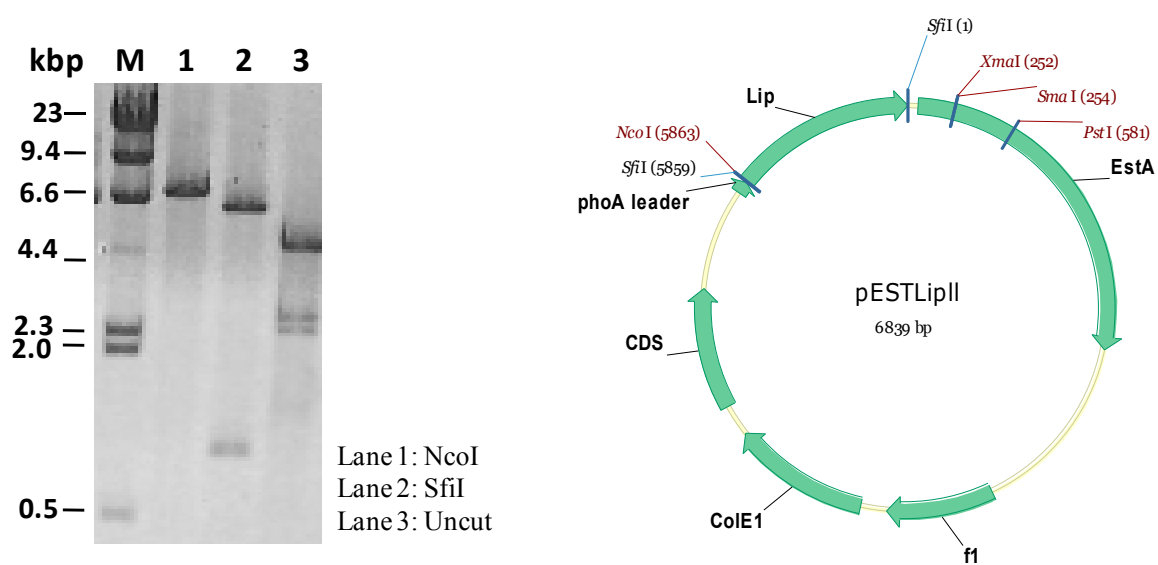 kbp M 1 2 3
23
9.4
6.6
4.4
2.3
2.0
0.5
Lane 1: NcoI
Lane 2: SfiI
Lane 3: Uncut
SfiI (1)
XmaI (252)
SmaI (254)
PstI (581)
EstA
Lip
NcoI (5863)
SfiI (5859)
phoA leader
pESTLipII
6839 bp
CDS
ColE1
f1